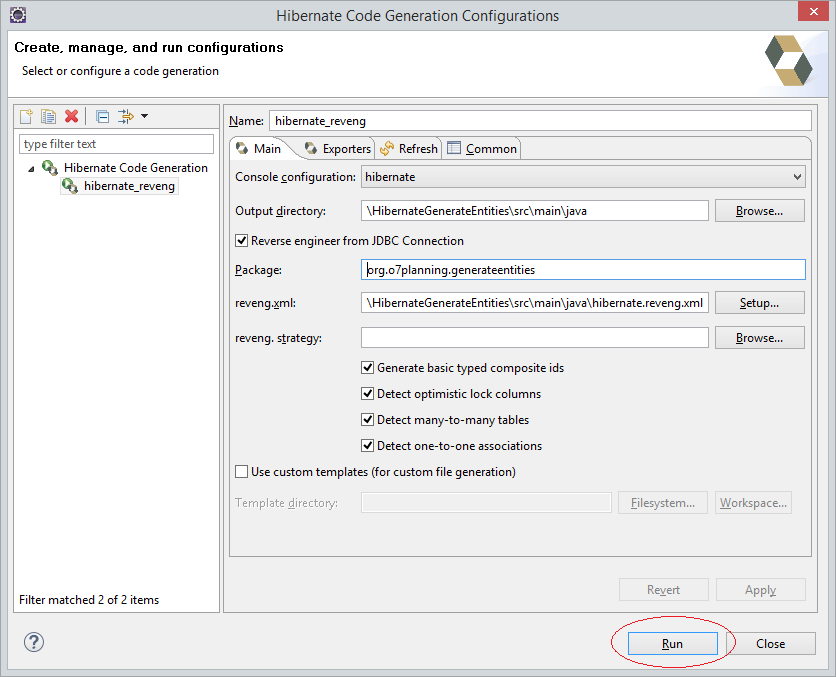 Hibernate Code Generation Configurations
Create, manage, and run configurations
Select or configure a code generation
type filter text
Hibernate Code Generation
hibernate_reveng
Filter matched 2 of 2 items
Name: hibernate_reveng
Main Exporters Refresh Common
Console configuration: hibernate
Output directory: \HibernateGenerateEntities\src\main\java Browse...
Reverse engineer from JDBC Connection
Package: org.o7planning.generateentities
reveng.xml: \HibernateGenerateEntities\src\main\java\hibernate.reveng.xml Setup...
reveng. strategy: Browse...
Generate basic typed composite ids
Detect optimistic lock columns
Detect many-to-many tables
Detect one-to-one associations
Use custom templates (for custom file generation)
Template directory: Filesystem... Workspace...
Revert Apply
Run Close